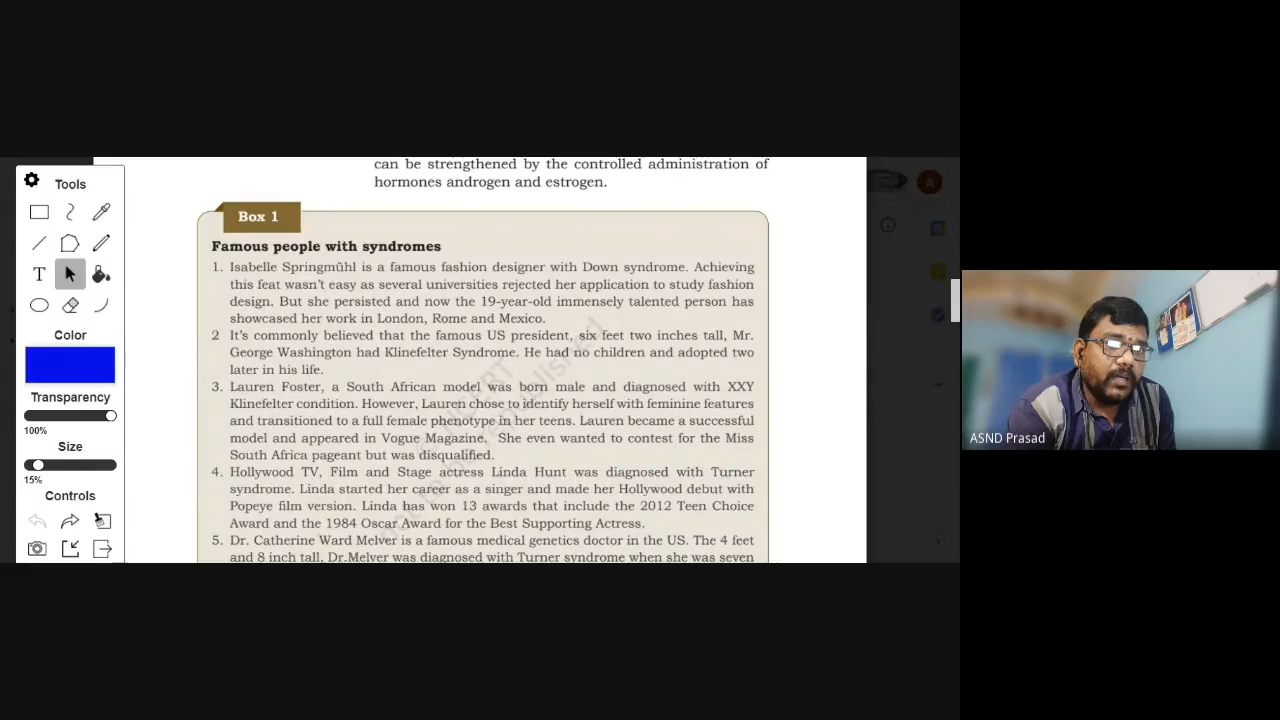 can be strengthened by the controlled administration of
hormones androgen and estrogen.
Tools
T
Color
Transparency
100%
Size
15%
Controls
Box 1
Famous people with syndromes
1. Isabelle Springmühl is a famous fashion designer with Down syndrome. Achieving
this feat wasn't easy as several universities rejected her application to study fashion
design. But she persisted and now the 19-year-old immensely talented person has
showcased her work in London, Rome and Mexico.
2 It's commonly believed that the famous US president, six feet two inches tall, Mr.
George Washington had Klinefelter Syndrome. He had no children and adopted two
later in his life.
3. Lauren Foster, a South African model was born male and diagnosed with XXY
Klinefelter condition. However, Lauren chose to identify herself with feminine features
and transitioned to a full female phenotype in her teens. Lauren became a successful
model and appeared in Vogue Magazine. She even wanted to contest for the Miss
South Africa pageant but was disqualified.
4. Hollywood TV, Film and Stage actress Linda Hunt was diagnosed with Turner
syndrome. Linda started her career as a singer and made her Hollywood debut with
Popeye film version. Linda has won 13 awards that include the 2012 Teen Choice
Award and the 1984 Oscar Award for the Best Supporting Actress.
5. Dr. Catherine Ward Melver is a famous medical genetics doctor in the US. The 4 feet
and 8 inch tall, Dr.Melver was diagnosed with Turner syndrome when she was seven
A
ASND Prasad